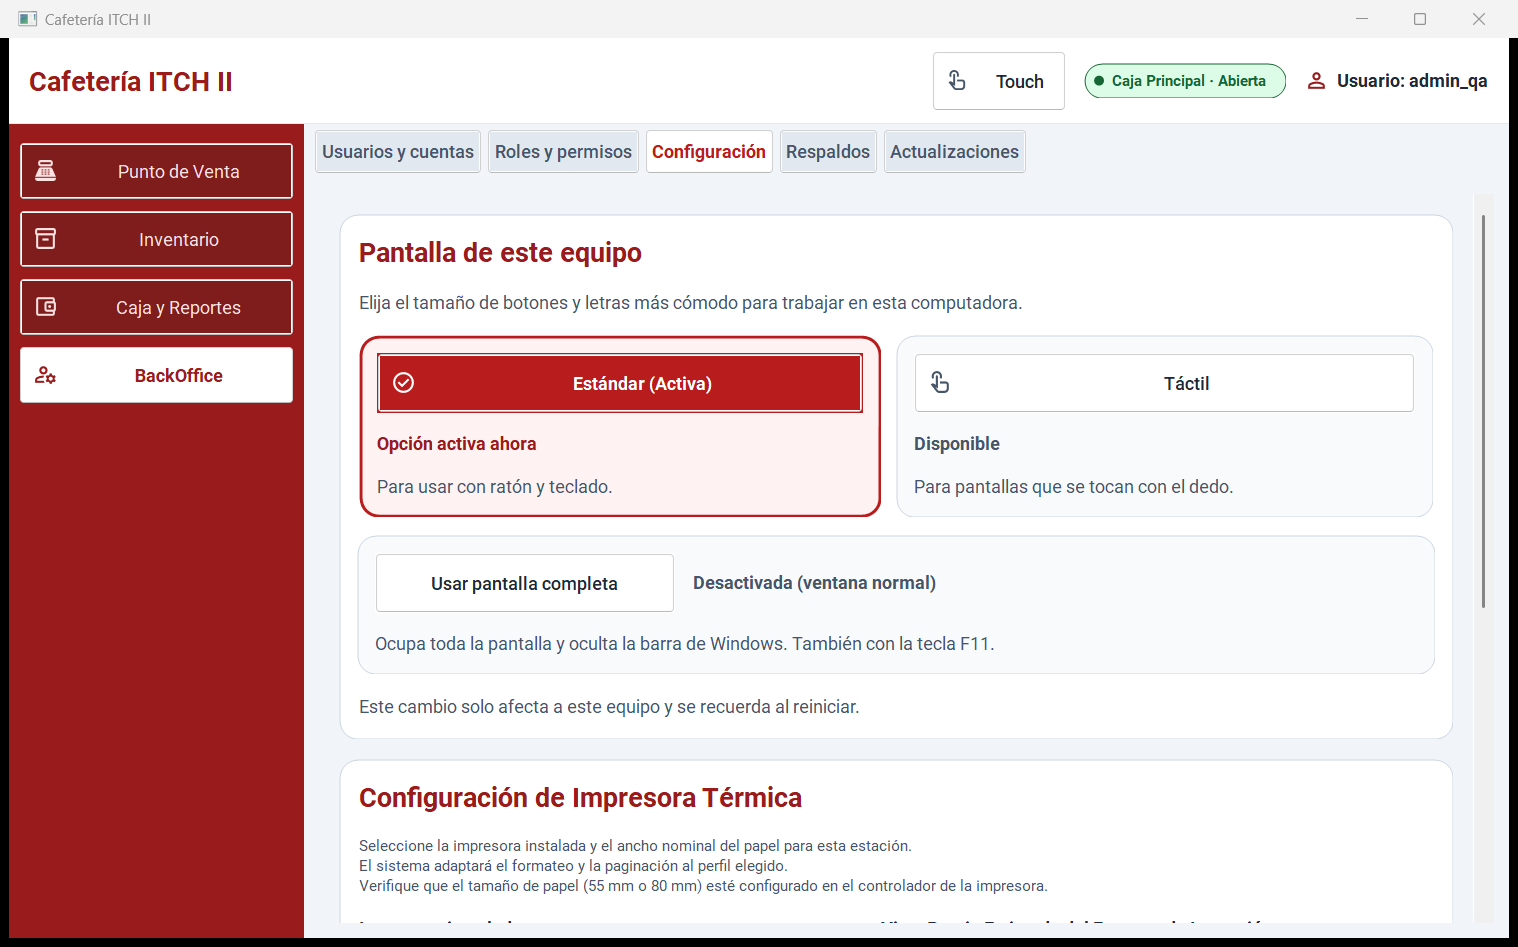 Cafetería ITCH II
Cafetería ITCH II
Touch
Caja Principal · Abierta
Usuario: admin_qa
Punto de Venta
Inventario
Caja y Reportes
BackOffice
Usuarios y cuentas
Roles y permisos
Configuración
Respaldos
Actualizaciones
Pantalla de este equipo
Elija el tamaño de botones y letras más cómodo para trabajar en esta computadora.
Estándar (Activa)
Opción activa ahora
Para usar con ratón y teclado.
Táctil
Disponible
Para pantallas que se tocan con el dedo.
Usar pantalla completa
Desactivada (ventana normal)
Ocupa toda la pantalla y oculta la barra de Windows. También con la tecla F11.
Este cambio solo afecta a este equipo y se recuerda al reiniciar.
Configuración de Impresora Térmica
Seleccione la impresora instalada y el ancho nominal del papel para esta estación.
El sistema adaptará el formateo y la paginación al perfil elegido.
Verifique que el tamaño de papel (55 mm o 80 mm) esté configurado en el controlador de la impresora.